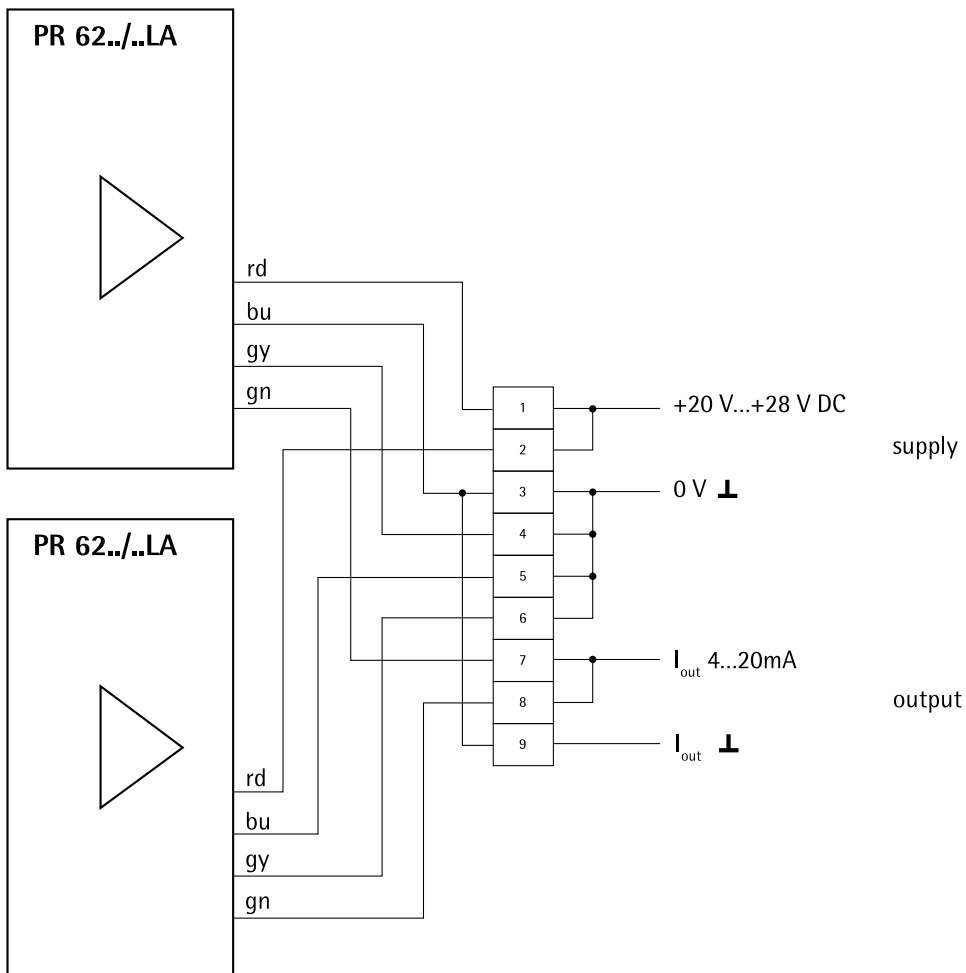 PR 62../..LA
rd
bu
gy
gn
1
+20 V...+28 V DC
2
supply
3
0 V ⊥
4
PR 62../..LA
5
6
7
Iout 4...20mA
8
output
9
Iout ⊥
rd
bu
gy
gn